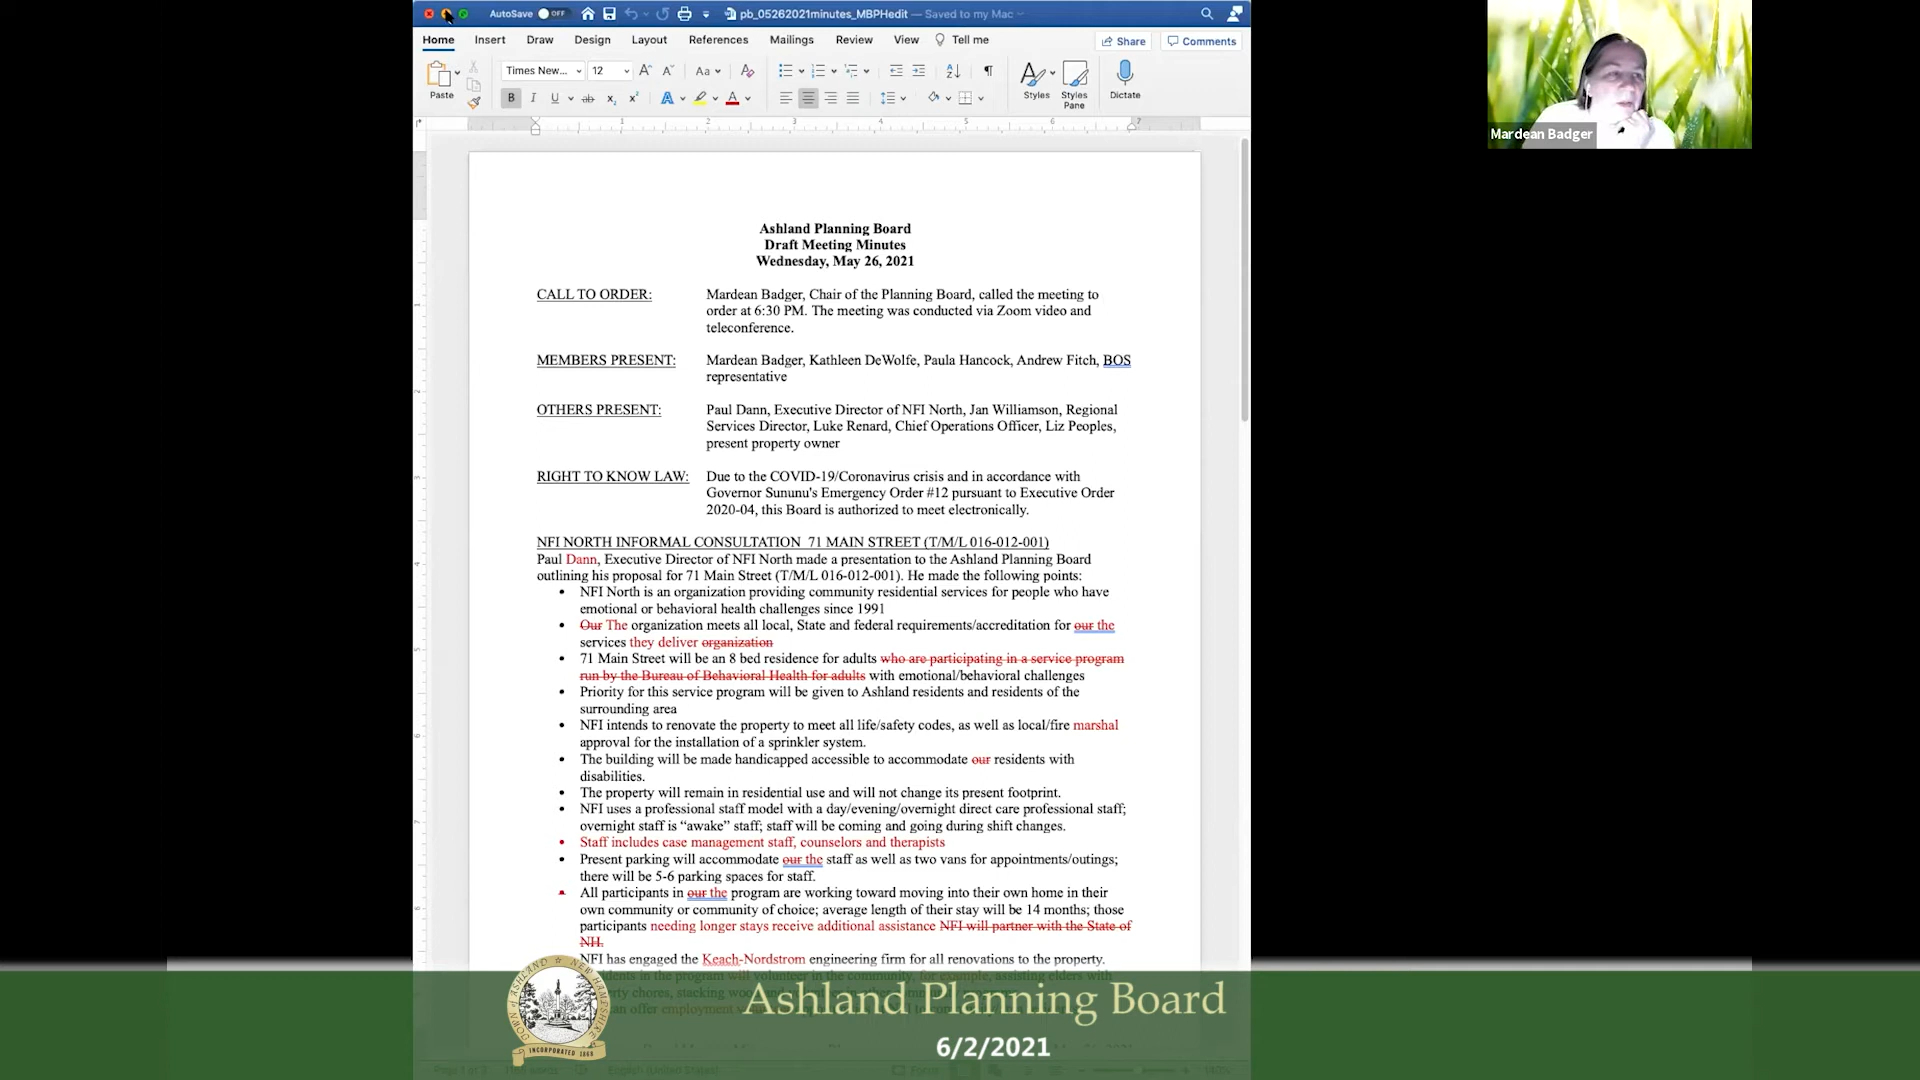 AutoSave OFF
pb_05262021minutes_MBPHedit — Saved to my Mac
Home Insert Draw Design Layout References Mailings Review View Tell me
Share Comments
Paste
Times New... 12
Styles
Styles Pane
Dictate
Mardean Badger
Ashland Planning Board
Draft Meeting Minutes
Wednesday, May 26, 2021
CALL TO ORDER: Mardean Badger, Chair of the Planning Board, called the meeting to
order at 6:30 PM. The meeting was conducted via Zoom video and
teleconference.
MEMBERS PRESENT: Mardean Badger, Kathleen DeWolfe, Paula Hancock, Andrew Fitch, BOS
representative
OTHERS PRESENT: Paul Dann, Executive Director of NFI North, Jan Williamson, Regional
Services Director, Luke Renard, Chief Operations Officer, Liz Peoples,
present property owner
RIGHT TO KNOW LAW: Due to the COVID-19/Coronavirus crisis and in accordance with
Governor Sununu's Emergency Order #12 pursuant to Executive Order
2020-04, this Board is authorized to meet electronically.
NFI NORTH INFORMAL CONSULTATION 71 MAIN STREET (T/M/L 016-012-001)
Paul Dann, Executive Director of NFI North made a presentation to the Ashland Planning Board
outlining his proposal for 71 Main Street (T/M/L 016-012-001). He made the following points:
• NFI North is an organization providing community residential services for people who have
emotional or behavioral health challenges since 1991
• Our The organization meets all local, State and federal requirements/accreditation for our the
services they deliver organization
• 71 Main Street will be an 8 bed residence for adults who are participating in a service program
run by the Bureau of Behavioral Health for adults with emotional/behavioral challenges
• Priority for this service program will be given to Ashland residents and residents of the
surrounding area
• NFI intends to renovate the property to meet all life/safety codes, as well as local/fire marshal
approval for the installation of a sprinkler system.
• The building will be made handicapped accessible to accommodate our residents with
disabilities.
• The property will remain in residential use and will not change its present footprint.
• NFI uses a professional staff model with a day/evening/overnight direct care professional staff;
overnight staff is “awake” staff; staff will be coming and going during shift changes.
• Staff includes case management staff, counselors and therapists
• Present parking will accommodate our the staff as well as two vans for appointments/outings;
there will be 5-6 parking spaces for staff.
• All participants in our the program are working toward moving into their own home in their
own community or community of choice; average length of their stay will be 14 months; those
participants needing longer stays receive additional assistance NFI will partner with the State of
NH.
NFI has engaged the Keach-Nordstrom engineering firm for all renovations to the property.
in the program will volunteer in the community, for example, assisting elders with
chores, stacking
offer employment
Ashland Planning Board
6/2/2021
INCORPORATED 1868